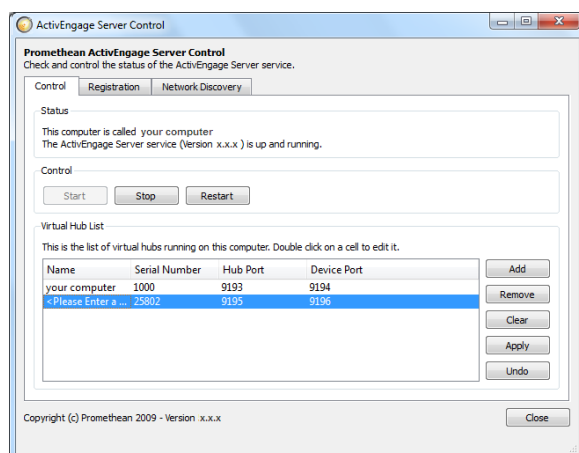 ActivEngage Server Control
Promethean ActivEngage Server Control
Check and control the status of the ActivEngage Server service.
Control Registration Network Discovery
Status
This computer is called your computer
The ActivEngage Server service (Version x.x.x ) is up and running.
Control
Start Stop Restart
Virtual Hub List
This is the list of virtual hubs running on this computer. Double click on a cell to edit it.
Name Serial Number Hub Port Device Port
your computer 1000 9193 9194
<Please Enter a ... 25802 9195 9196
Add
Remove
Clear
Apply
Undo
Copyright (c) Promethean 2009 - Version x.x.x
Close